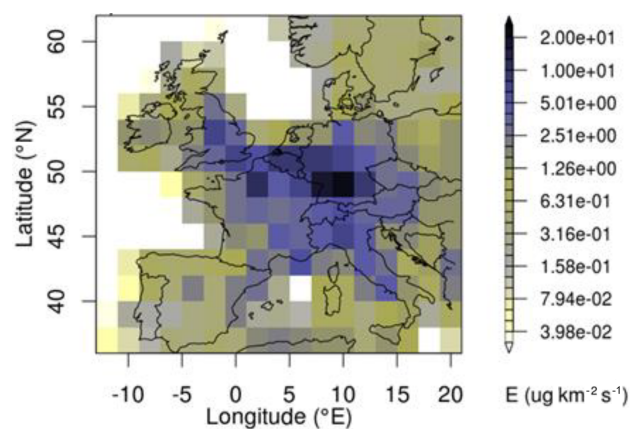 60
55
50
45
40
Latitude (°N)
-10 -5 0 5 10 15 20
Longitude (°E)
2.00e+01
1.00e+01
5.01e+00
2.51e+00
1.26e+00
6.31e-01
3.16e-01
1.58e-01
7.94e-02
3.98e-02
E (ug km-2 s-1)